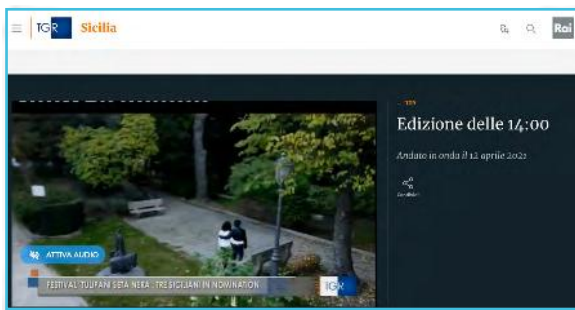 TGR Sicilia
Rai
Edizione delle 14:00
Andato in onda il 12 aprile 2021
Condividi
ATTIVA AUDIO
FESTIVAL TULIPANI SETA NERA: TRE SICILIANI IN NOMINATION
TGR